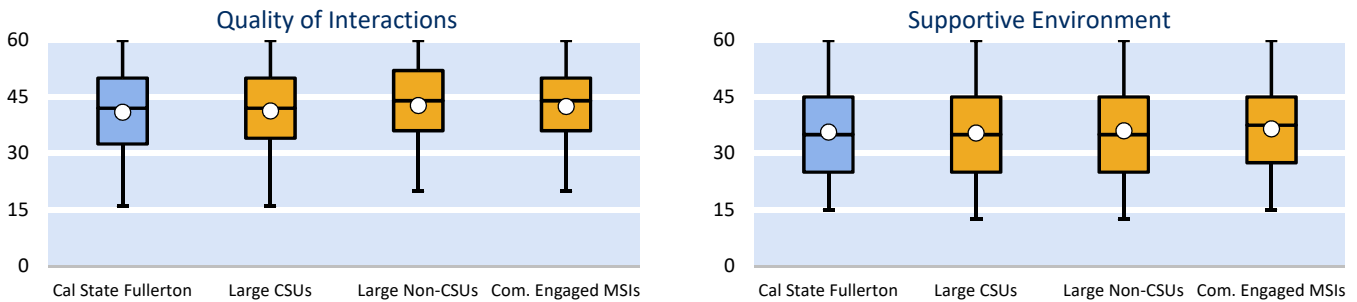 Quality of Interactions
60
45
30
15
0
Cal State Fullerton Large CSUs Large Non-CSUs Com. Engaged MSIs
Supportive Environment
60
45
30
15
0
Cal State Fullerton Large CSUs Large Non-CSUs Com. Engaged MSIs